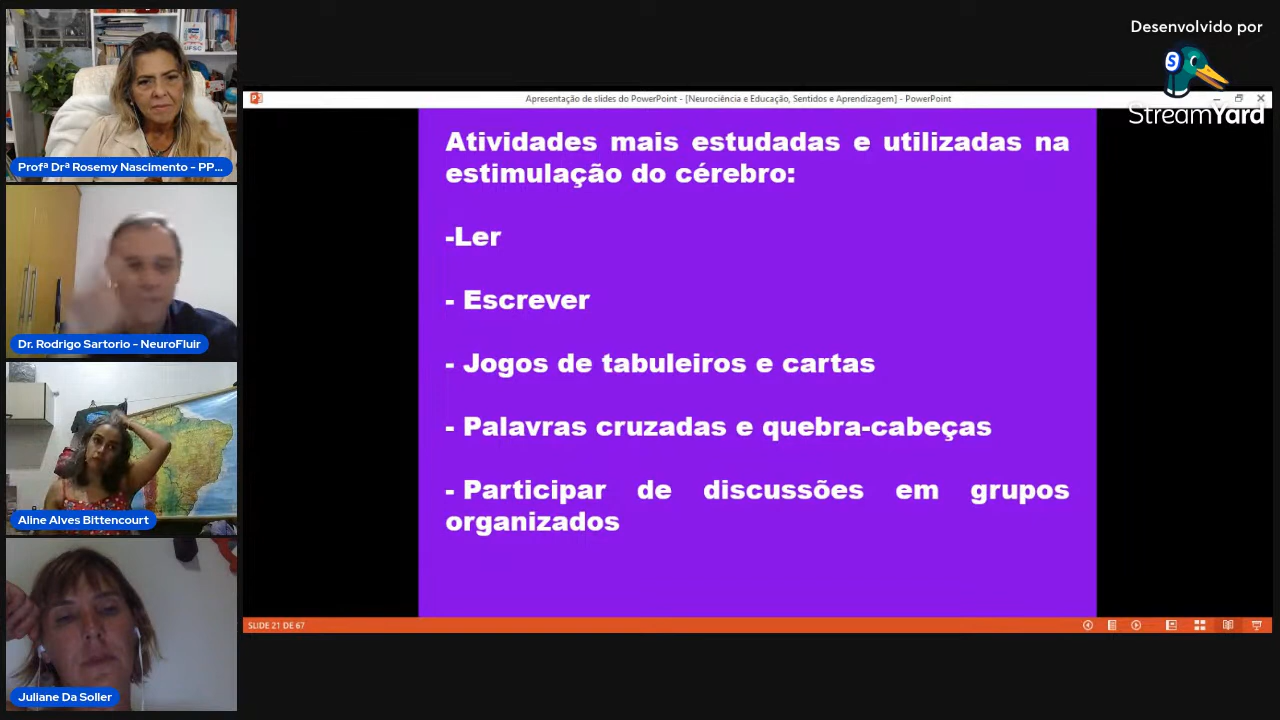 Desenvolvido por
S
StreamYard
UFSC
Profª Drª Rosemy Nascimento - PP...
Dr. Rodrigo Sartorio - NeuroFluir
Aline Alves Bittencourt
Juliane Da Soller
Apresentação de slides do PowerPoint - [Neurociência e Educação, Sentidos e Aprendizagem] - PowerPoint
Atividades mais estudadas e utilizadas na
estimulação do cérebro:
-Ler
- Escrever
- Jogos de tabuleiros e cartas
- Palavras cruzadas e quebra-cabeças
- Participar de discussões em grupos
organizados
SLIDE 21 DE 67